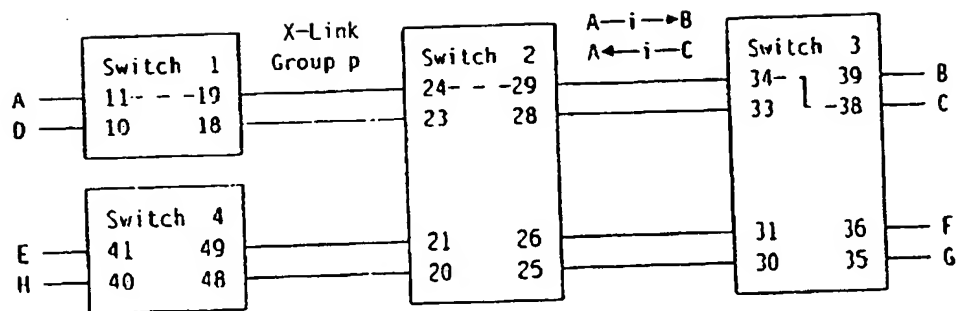 X-Link
Group p
A—i—►B
A◄—i—C
Switch 1
A
11-- - -19
D
10 18
Switch 2
24- - -29
23 28
21 26
20 25
Switch 3
34- 39
B
33 -38
C
31 36
F
30 35
G
Switch 4
E
41 49
H
40 48